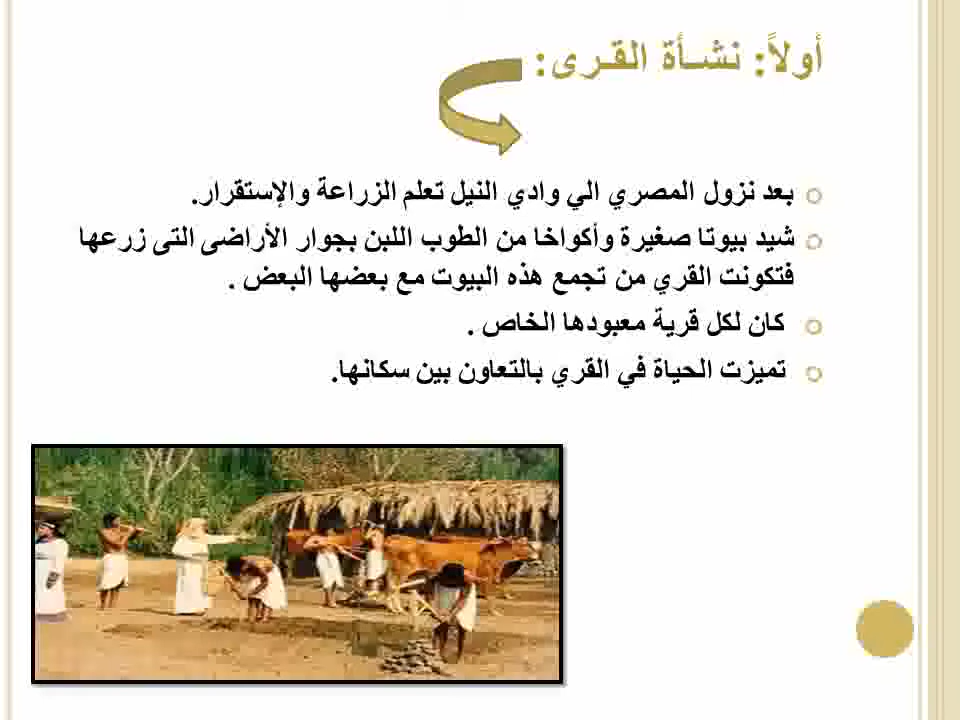 أولاً: نشـأة القـرى:
بعد نزول المصري الي وادي النيل تعلم الزراعة والإستقرار.
شيد بيوتا صغيرة وأكواخا من الطوب اللبن بجوار الأراضى التى زرعها
فتكونت القري من تجمع هذه البيوت مع بعضها البعض .
كان لكل قرية معبودها الخاص .
تميزت الحياة في القري بالتعاون بين سكانها.